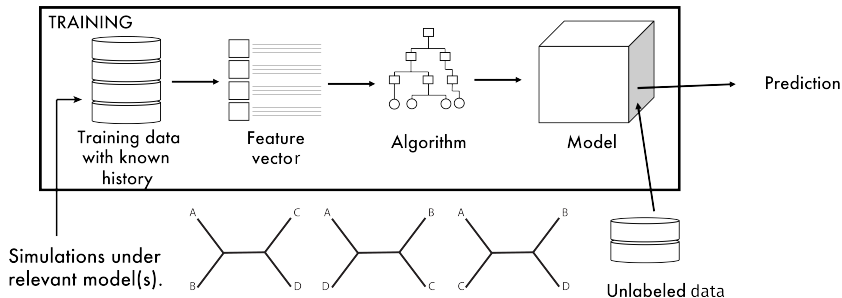 TRAINING
Training data
with known
history
Feature
vector
Algorithm
Model
Prediction
Simulations under
relevant model(s).
A C
B D
A B
D C
A B
C D
Unlabeled data